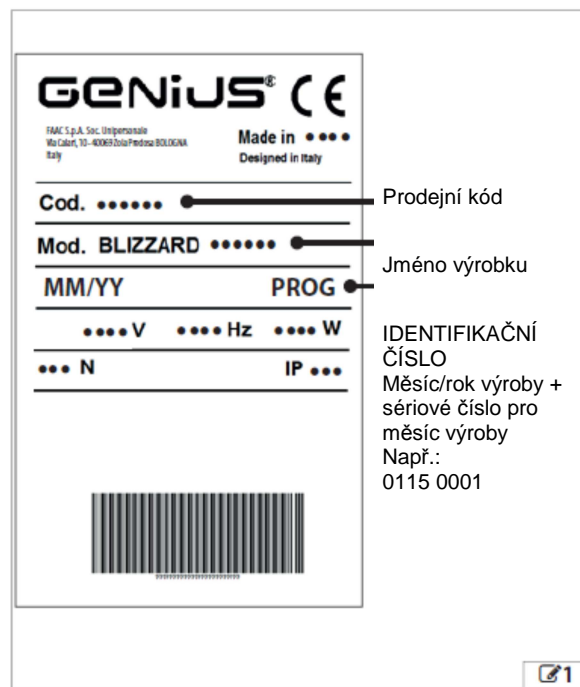 GENiUS® CE
FAAC S.p.A. Soc. Unipersonale
Via Calari, 10 - 40069 Zola Predosa BOLOGNA
Italy
Made in ••••
Designed in Italy
Cod. ••••••
Prodejní kód
Mod. BLIZZARD ••••••
Jméno výrobku
MM/YY PROG
•••• V •••• Hz •••• W
••• N IP •••
IDENTIFIKAČNÍ
ČÍSLO
Měsíc/rok výroby +
sériové číslo pro
měsíc výroby
Např.:
0115 0001
1